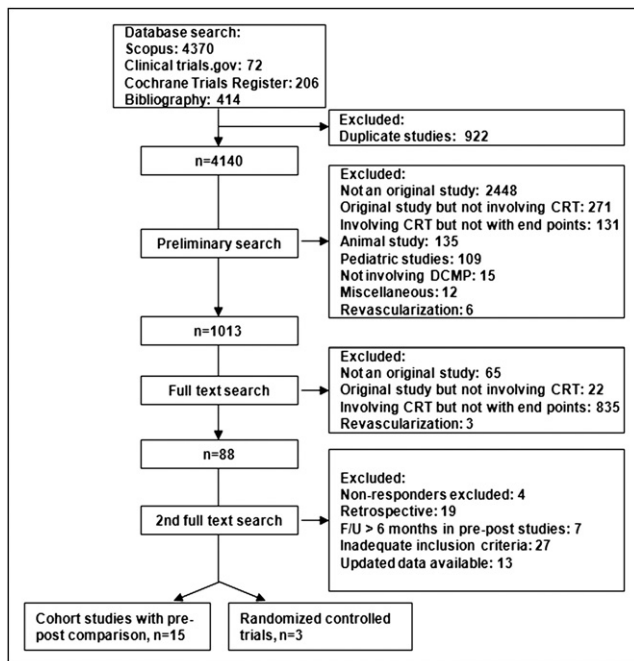 Database search:
Scopus: 4370
Clinical trials.gov: 72
Cochrane Trials Register: 206
Bibliography: 414
Excluded:
Duplicate studies: 922
n=4140
Excluded:
Not an original study: 2448
Original study but not involving CRT: 271
Involving CRT but not with end points: 131
Animal study: 135
Pediatric studies: 109
Not involving DCMP: 15
Miscellaneous: 12
Revascularization: 6
Preliminary search
n=1013
Excluded:
Not an original study: 65
Original study but not involving CRT: 22
Involving CRT but not with end points: 835
Revascularization: 3
Full text search
n=88
Excluded:
Non-responders excluded: 4
Retrospective: 19
F/U > 6 months in pre-post studies: 7
Inadequate inclusion criteria: 27
Updated data available: 13
2nd full text search
Cohort studies with pre-
post comparison, n=15
Randomized controlled
trials, n=3